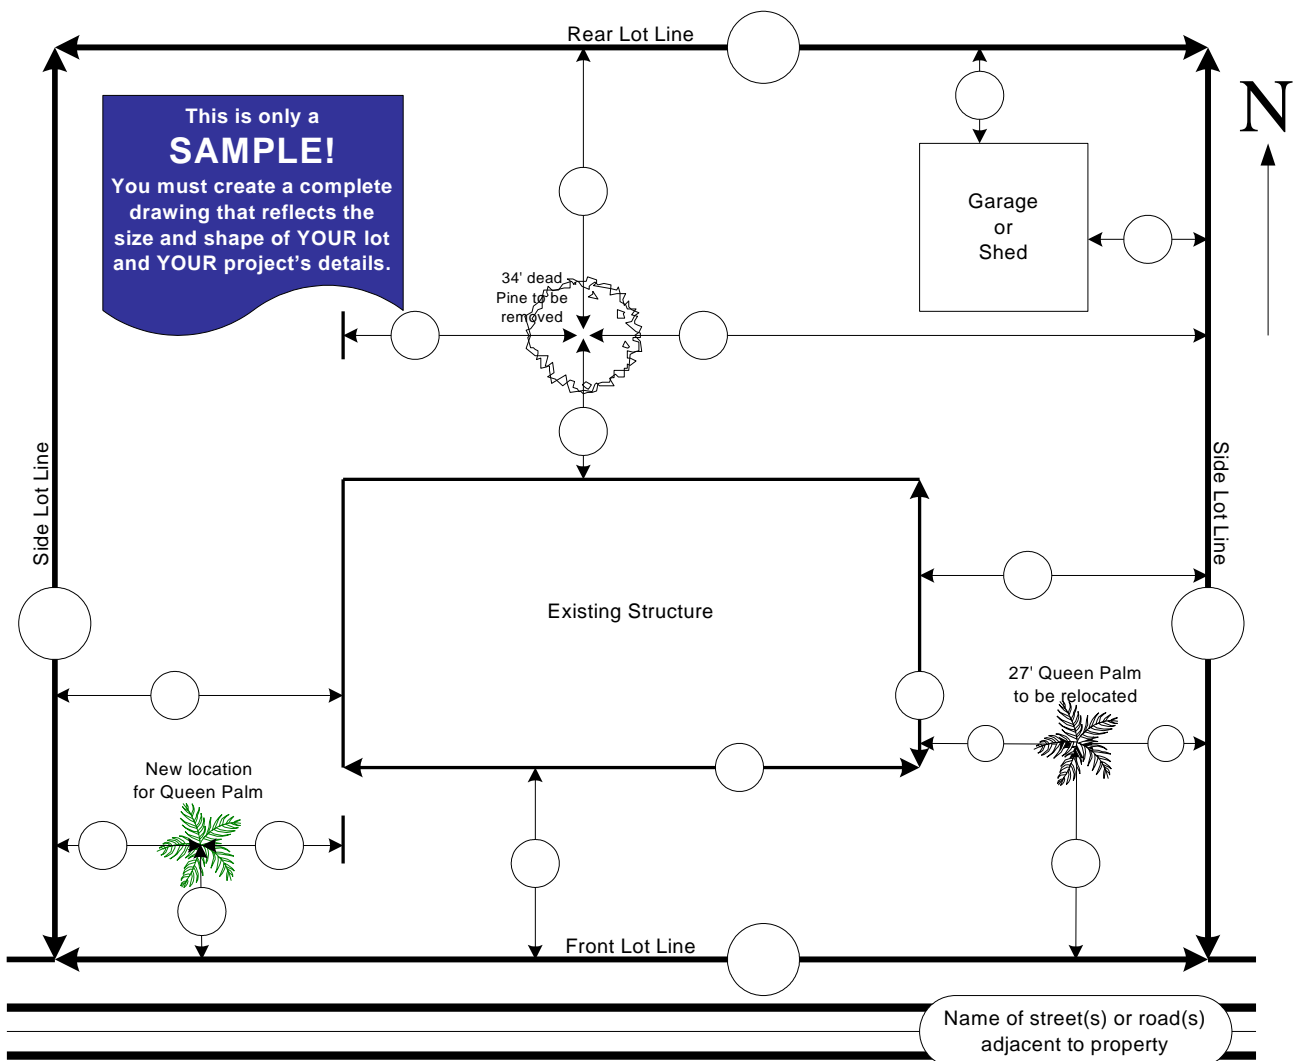 Rear Lot Line
N
This is only a
SAMPLE!
You must create a complete
drawing that reflects the
size and shape of YOUR lot
and YOUR project's details.
Garage
or
Shed
34' dead
Pine to be
removed
Side Lot Line
Side Lot Line
Existing Structure
27' Queen Palm
to be relocated
New location
for Queen Palm
Front Lot Line
Name of street(s) or road(s)
adjacent to property